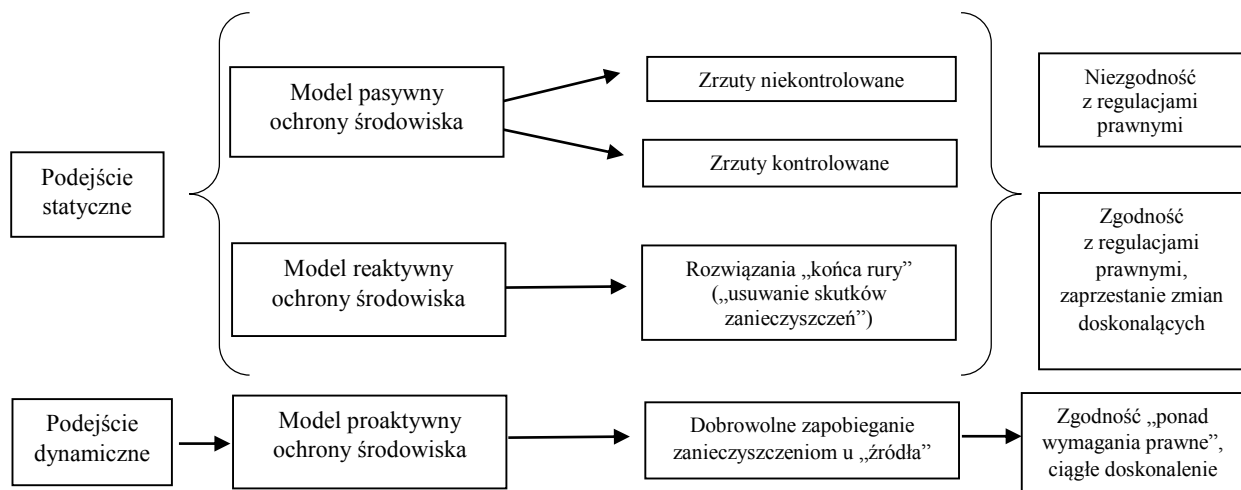 Podejście
statyczne
Model pasywny
ochrony środowiska
Zrzuty niekontrolowane
Zrzuty kontrolowane
Model reaktywny
ochrony środowiska
Rozwiązania „końca rury”
(„usuwanie skutków
zanieczyszczeń”)
Niezgodność
z regulacjami
prawnymi
Zgodność
z regulacjami
prawnymi,
zaprzestanie zmian
doskonalących
Podejście
dynamiczne
Model proaktywny
ochrony środowiska
Dobrowolne zapobieganie
zanieczyszczeniom u „źródła”
Zgodność „ponad
wymagania prawne”,
ciągłe doskonalenie